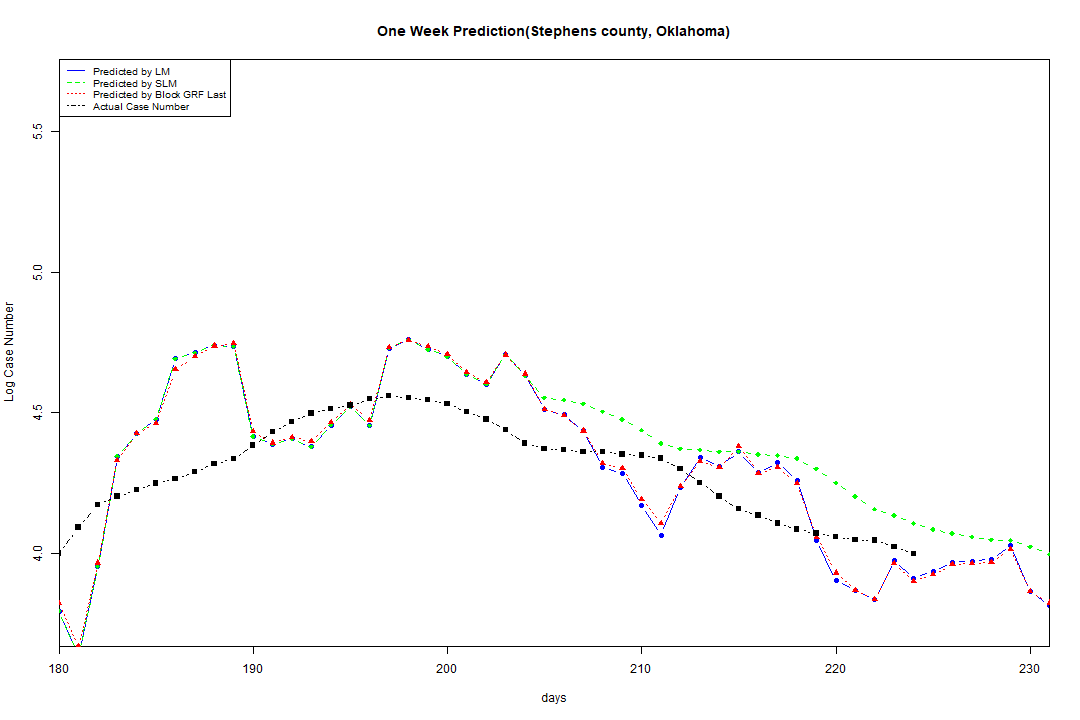 One Week Prediction(Stephens county, Oklahoma)
Predicted by LM
Predicted by SLM
Predicted by Block GRF Last
Actual Case Number
5.5
5.0
4.5
4.0
Log Case Number
180 190 200 210 220 230
days